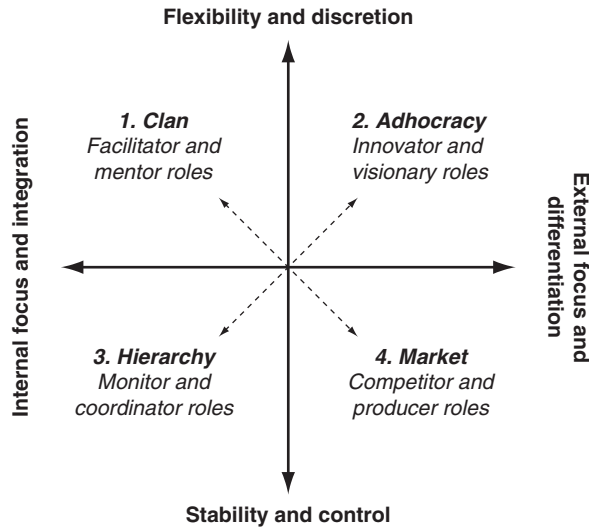 Flexibility and discretion
Internal focus and integration
1. Clan
Facilitator and
mentor roles
2. Adhocracy
Innovator and
visionary roles
External focus and
differentiation
3. Hierarchy
Monitor and
coordinator roles
4. Market
Competitor and
producer roles
Stability and control